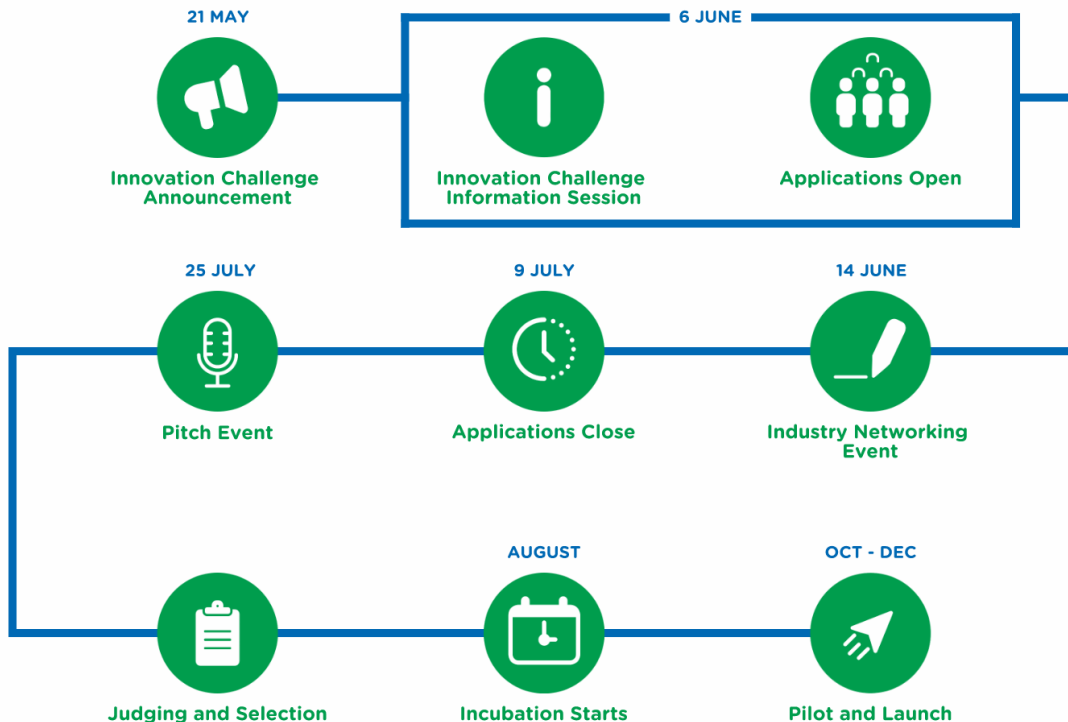 21 MAY
Innovation Challenge
Announcement
6 JUNE
Innovation Challenge
Information Session
Applications Open
14 JUNE
Industry Networking
Event
9 JULY
Applications Close
25 JULY
Pitch Event
Judging and Selection
AUGUST
Incubation Starts
OCT - DEC
Pilot and Launch